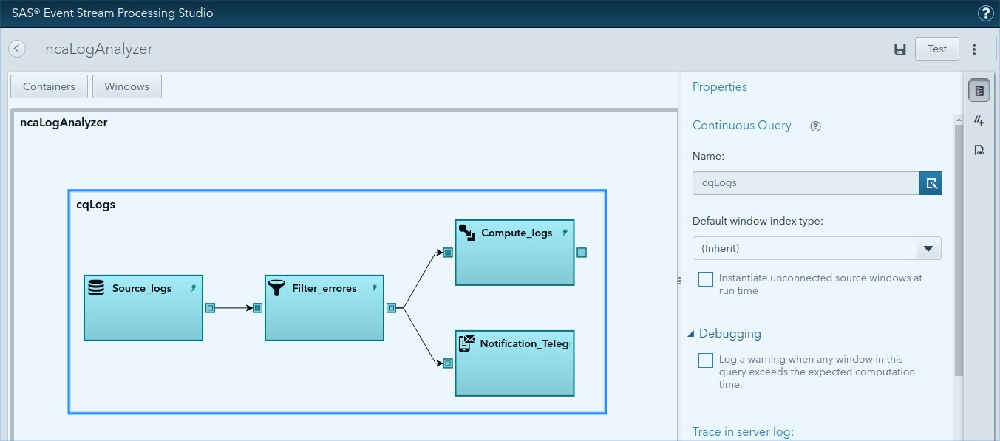 SAS® Event Stream Processing Studio
?
ncaLogAnalyzer
Test
Containers
Windows
ncaLogAnalyzer
cqLogs
Source_logs
Filter_errores
Compute_logs
Notification_Teleg
Properties
Continuous Query ?
Name:
cqLogs
Default window index type:
(Inherit)
Instantiate unconnected source windows at
run time
Debugging
Log a warning when any window in this
query exceeds the expected computation
time.
Trace in server log: